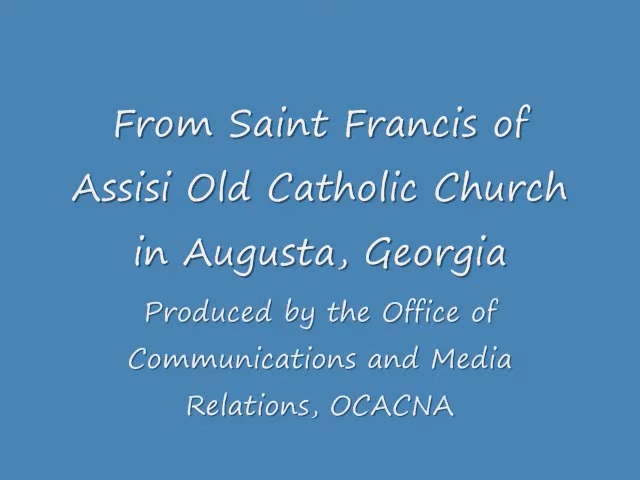 From Saint Francis of
Assisi Old Catholic Church
in Augusta, Georgia
Produced by the Office of
Communications and Media
Relations, OCACNA